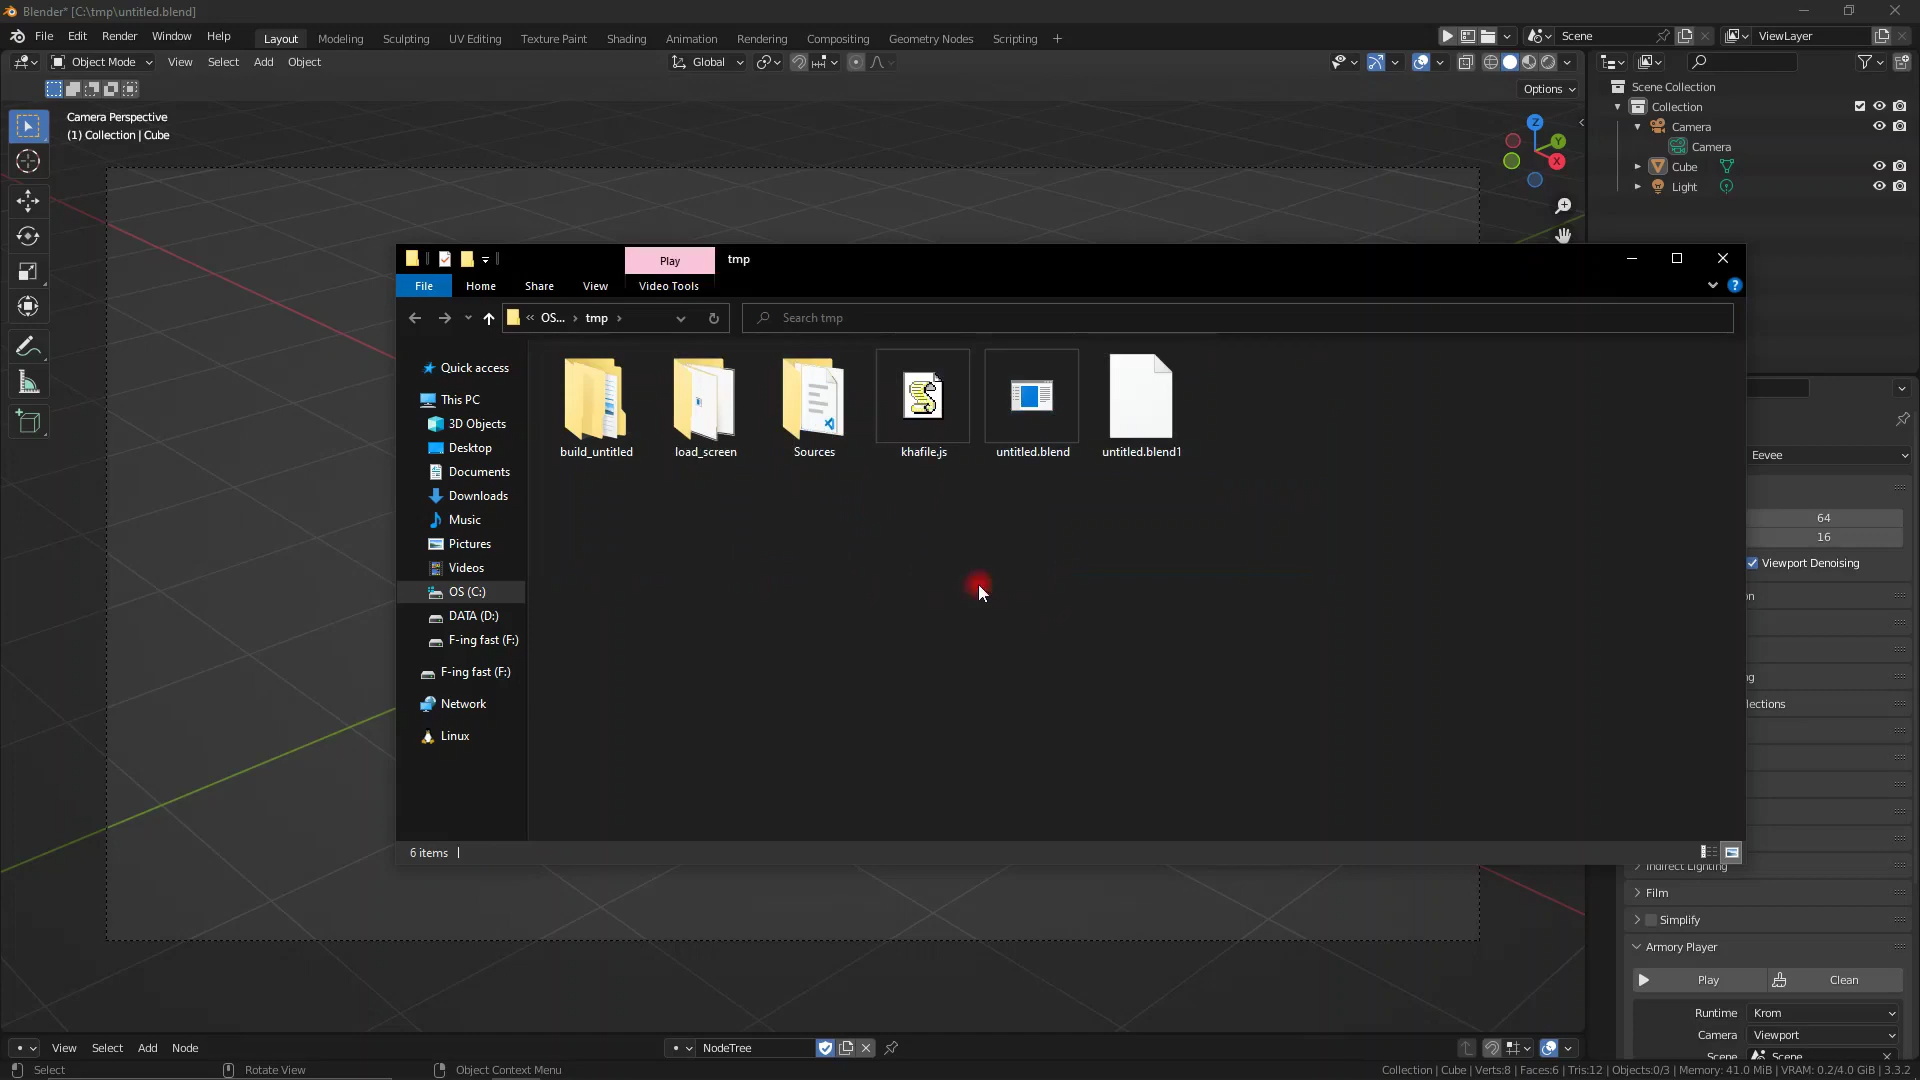 Blender* [C:\tmp\untitled.blend]
File Edit Render Window Help
Layout Modeling Sculpting UV Editing Texture Paint Shading Animation Rendering Compositing Geometry Nodes Scripting +
Scene
ViewLayer
Object Mode View Select Add Object
Global
Options
Camera Perspective
(1) Collection | Cube
Z
Y
X
Scene Collection
Collection
Camera
Camera
Cube
Light
Play
tmp
File Home Share View Video Tools
« OS... › tmp ›
Search tmp
Quick access
This PC
3D Objects
Desktop
Documents
Downloads
Music
Pictures
Videos
OS (C:)
DATA (D:)
F-ing fast (F:)
F-ing fast (F:)
Network
Linux
build_untitled
load_screen
Sources
khafile.js
untitled.blend
untitled.blend1
6 items
Eevee
64
16
Viewport Denoising
on
ng
lections
Indirect Lighting
Film
Simplify
Armory Player
Play
Clean
Runtime Krom
Camera Viewport
Scene Scene
View Select Add Node
NodeTree
Select
Rotate View
Object Context Menu
Collection | Cube | Verts:8 | Faces:6 | Tris:12 | Objects:0/3 | Memory: 41.0 MiB | VRAM: 0.2/4.0 GiB | 3.3.2